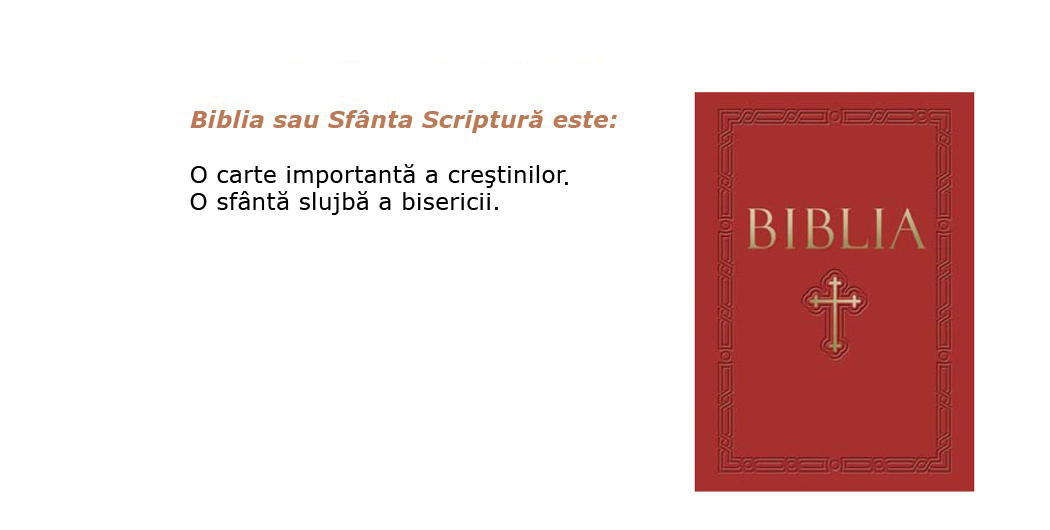 Biblia sau Sfânta Scriptură este:
O carte importantă a creştinilor.
O sfântă slujbă a bisericii.
BIBLIA